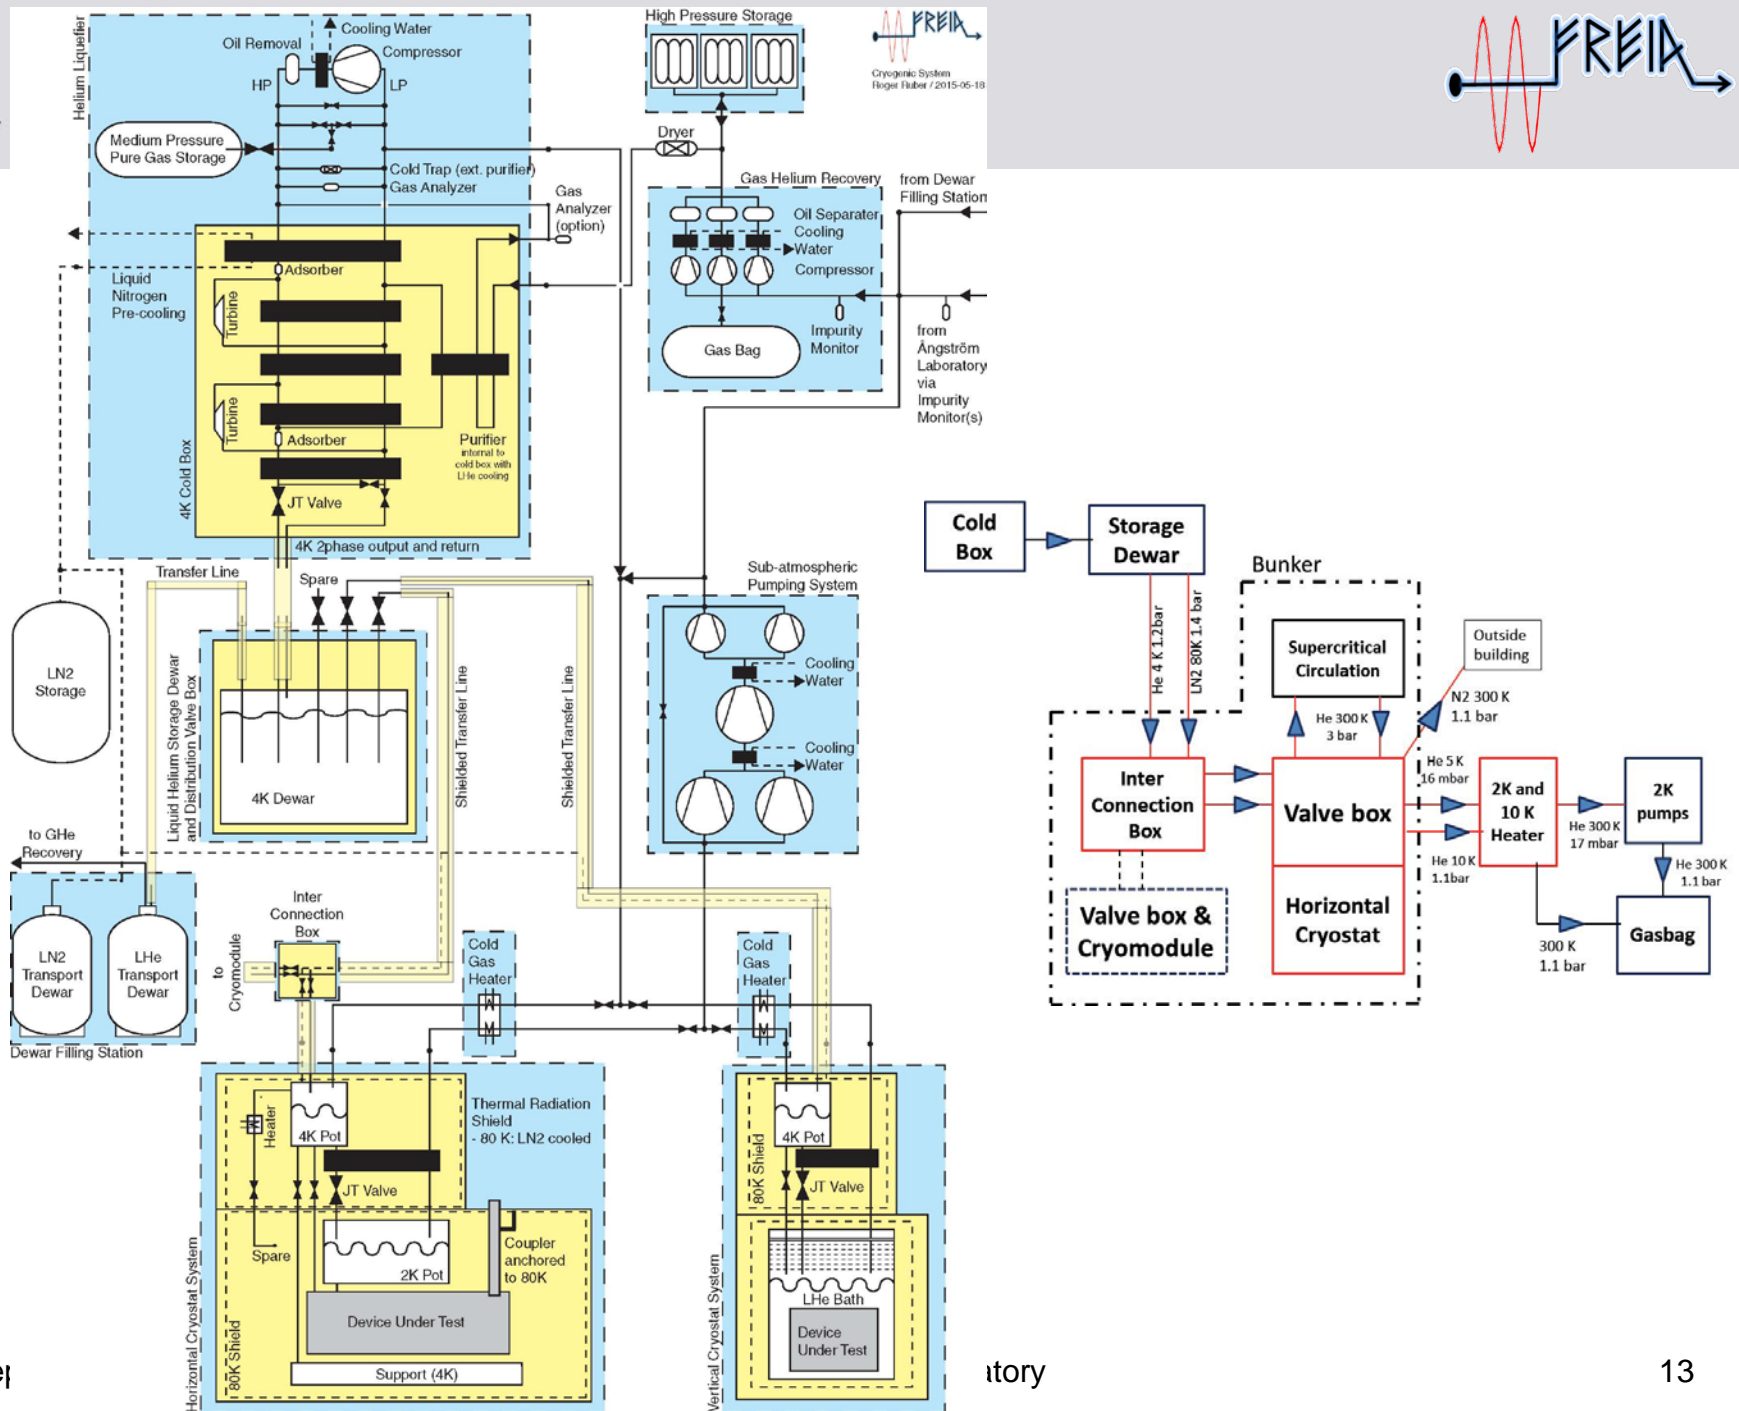 Helium Liquefier
Oil Removal
Cooling Water
Compressor
HP
LP
Medium Pressure
Pure Gas Storage
Cold Trap (ext. purifier)
Gas Analyzer
Gas
Analyzer
(option)
Liquid
Nitrogen
Pre-cooling
Adsorber
Turbine
Turbine
Adsorber
4K Cold Box
JT Valve
Purifier
internal to
cold box with
LHe cooling
4K 2phase output and return
High Pressure Storage
FREIA
Cryogenic System
Roger Ruber / 2015-05-18
Dryer
Gas Helium Recovery
Oil Separater
Cooling
Water
Compressor
Gas Bag
Impurity
Monitor
from Dewar
Filling Station
from
Ångström
Laboratory
via
Impurity
Monitor(s)
FREIA
Transfer Line
Spare
LN2
Storage
Liquid Helium Storage Dewar
and Distribution Valve Box
4K Dewar
Shielded Transfer Line
Shielded Transfer Line
Sub-atmospheric
Pumping System
Cooling
Water
Cooling
Water
to GHe
Recovery
LN2
Transport
Dewar
LHe
Transport
Dewar
Dewar Filling Station
to
Cryomodule
Inter
Connection
Box
Cold
Gas
Heater
Cold
Gas
Heater
Horizontal Cryostat System
Heater
4K Pot
Thermal Radiation
Shield
- 80 K: LN2 cooled
JT Valve
Spare
2K Pot
Coupler
anchored
to 80K
80K Shield
Device Under Test
Support (4K)
Vertical Cryostat System
80K Shield
4K Pot
JT Valve
LHe Bath
Device
Under Test
Cold
Box
Storage
Dewar
Bunker
He 4 K 1.2bar
LN2 80K 1.4 bar
Supercritical
Circulation
Outside
building
He 300 K
3 bar
N2 300 K
1.1 bar
Inter
Connection
Box
Valve box
He 5 K
16 mbar
2K and
10 K
Heater
2K
pumps
He 300 K
17 mbar
He 10 K
1.1bar
He 300 K
1.1 bar
Valve box &
Cryomodule
Horizontal
Cryostat
300 K
1.1 bar
Gasbag
atory
13